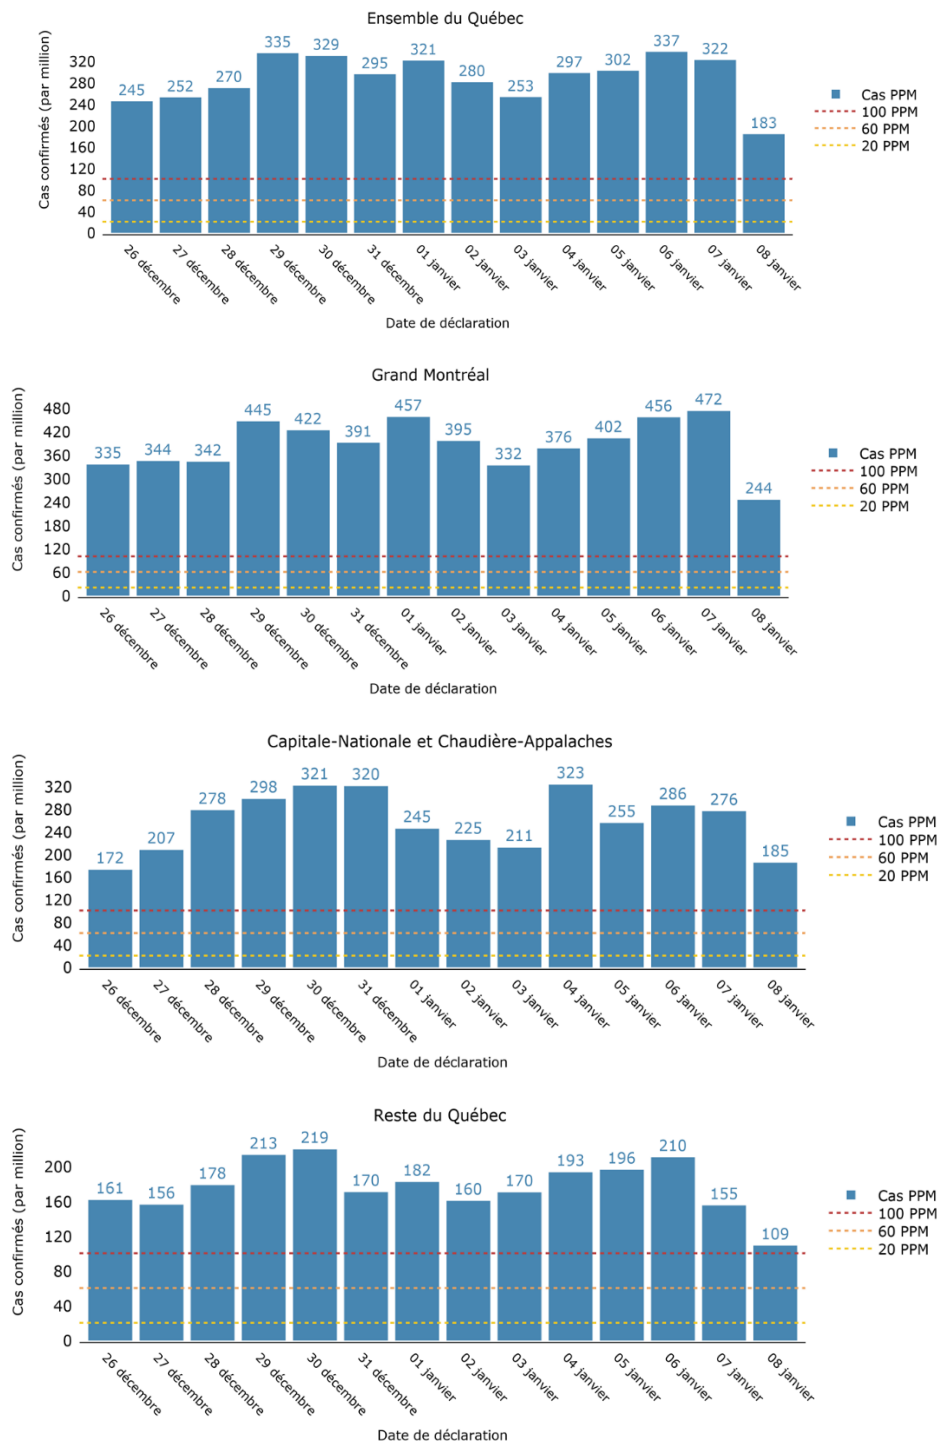 Ensemble du Québec
Cas confirmés (par million)
320
280
240
200
160
120
80
40
0
245 252 270 335 329 295 321 280 253 297 302 337 322 183
Cas PPM
100 PPM
60 PPM
20 PPM
26 décembre 27 décembre 28 décembre 29 décembre 30 décembre 31 décembre 01 janvier 02 janvier 03 janvier 04 janvier 05 janvier 06 janvier 07 janvier 08 janvier
Date de déclaration
Grand Montréal
Cas confirmés (par million)
480
420
360
300
240
180
120
60
0
335 344 342 445 422 391 457 395 332 376 402 456 472 244
Cas PPM
100 PPM
60 PPM
20 PPM
26 décembre 27 décembre 28 décembre 29 décembre 30 décembre 31 décembre 01 janvier 02 janvier 03 janvier 04 janvier 05 janvier 06 janvier 07 janvier 08 janvier
Date de déclaration
Capitale-Nationale et Chaudière-Appalaches
Cas confirmés (par million)
320
280
240
200
160
120
80
40
0
172 207 278 298 321 320 245 225 211 323 255 286 276 185
Cas PPM
100 PPM
60 PPM
20 PPM
26 décembre 27 décembre 28 décembre 29 décembre 30 décembre 31 décembre 01 janvier 02 janvier 03 janvier 04 janvier 05 janvier 06 janvier 07 janvier 08 janvier
Date de déclaration
Reste du Québec
Cas confirmés (par million)
200
160
120
80
40
0
161 156 178 213 219 170 182 160 170 193 196 210 155 109
Cas PPM
100 PPM
60 PPM
20 PPM
26 décembre 27 décembre 28 décembre 29 décembre 30 décembre 31 décembre 01 janvier 02 janvier 03 janvier 04 janvier 05 janvier 06 janvier 07 janvier 08 janvier
Date de déclaration